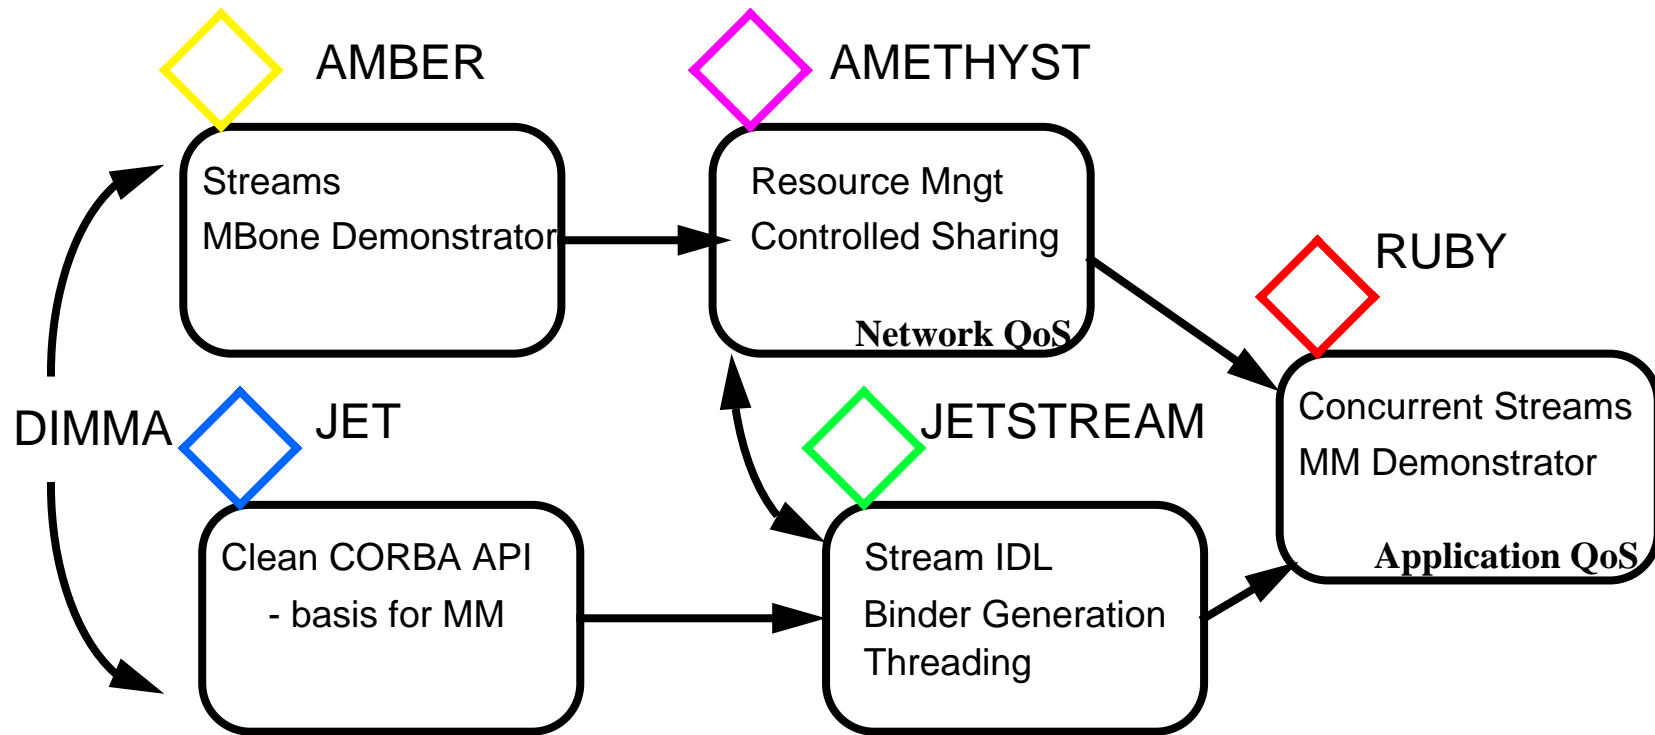 AMBER
Streams
MBone Demonstrator
AMETHYST
Resource Mngt
Controlled Sharing
Network QoS
RUBY
Concurrent Streams
MM Demonstrator
Application QoS
DIMMA
JET
Clean CORBA API
- basis for MM
JETSTREAM
Stream IDL
Binder Generation
Threading